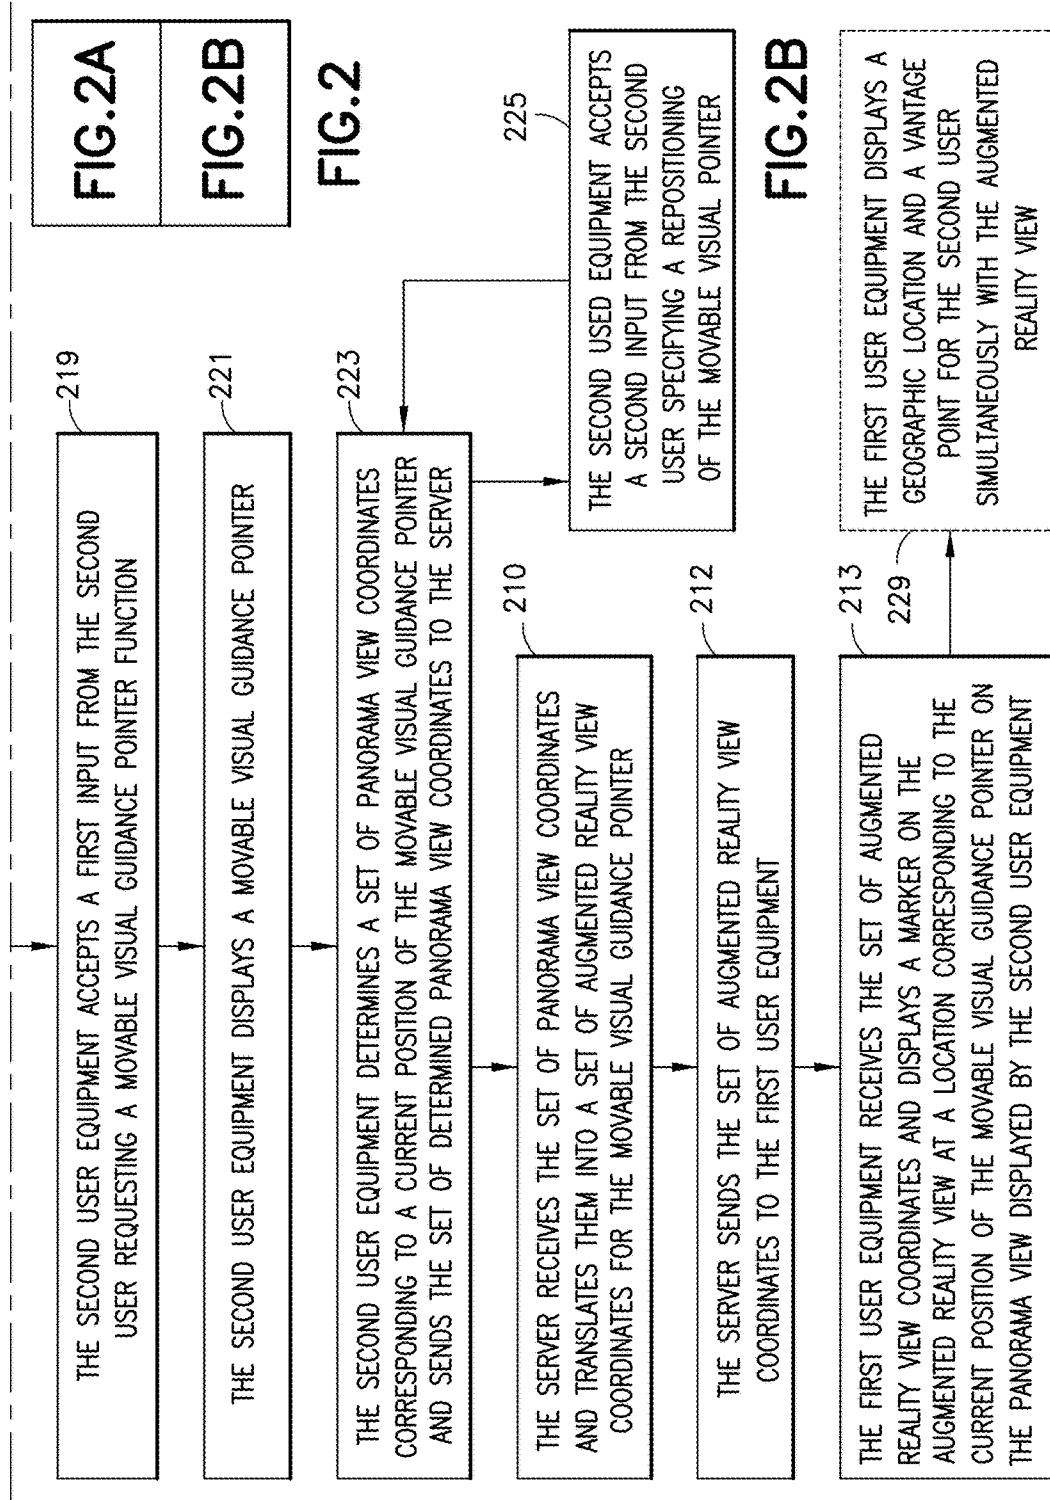 219
THE SECOND USER EQUIPMENT ACCEPTS A FIRST INPUT FROM THE SECOND
USER REQUESTING A MOVABLE VISUAL GUIDANCE POINTER FUNCTION
221
THE SECOND USER EQUIPMENT DISPLAYS A MOVABLE VISUAL GUIDANCE POINTER
223
THE SECOND USER EQUIPMENT DETERMINES A SET OF PANORAMA VIEW COORDINATES
CORRESPONDING TO A CURRENT POSITION OF THE MOVABLE VISUAL GUIDANCE POINTER
AND SENDS THE SET OF DETERMINED PANORAMA VIEW COORDINATES TO THE SERVER
225
THE SECOND USED EQUIPMENT ACCEPTS
A SECOND INPUT FROM THE SECOND
USER SPECIFYING A REPOSITIONING
OF THE MOVABLE VISUAL POINTER
210
THE SERVER RECEIVES THE SET OF PANORAMA VIEW COORDINATES
AND TRANSLATES THEM INTO A SET OF AUGMENTED REALITY VIEW
COORDINATES FOR THE MOVABLE VISUAL GUIDANCE POINTER
212
THE SERVER SENDS THE SET OF AUGMENTED REALITY VIEW
COORDINATES TO THE FIRST USER EQUIPMENT
213
THE FIRST USER EQUIPMENT RECEIVES THE SET OF AUGMENTED
REALITY VIEW COORDINATES AND DISPLAYS A MARKER ON THE
AUGMENTED REALITY VIEW AT A LOCATION CORRESPONDING TO THE
CURRENT POSITION OF THE MOVABLE VISUAL GUIDANCE POINTER ON
THE PANORAMA VIEW DISPLAYED BY THE SECOND USER EQUIPMENT
229
THE FIRST USER EQUIPMENT DISPLAYS A
GEOGRAPHIC LOCATION AND A VANTAGE
POINT FOR THE SECOND USER
SIMULTANEOUSLY WITH THE AUGMENTED
REALITY VIEW
FIG.2A
FIG.2B
FIG.2
FIG.2B